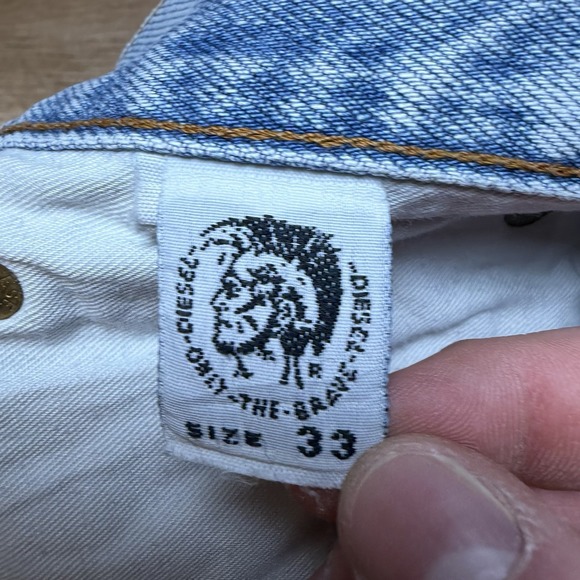 DIESEL-ONLY-THE-BRAVE-"DIESEL"
R
SIZE 33